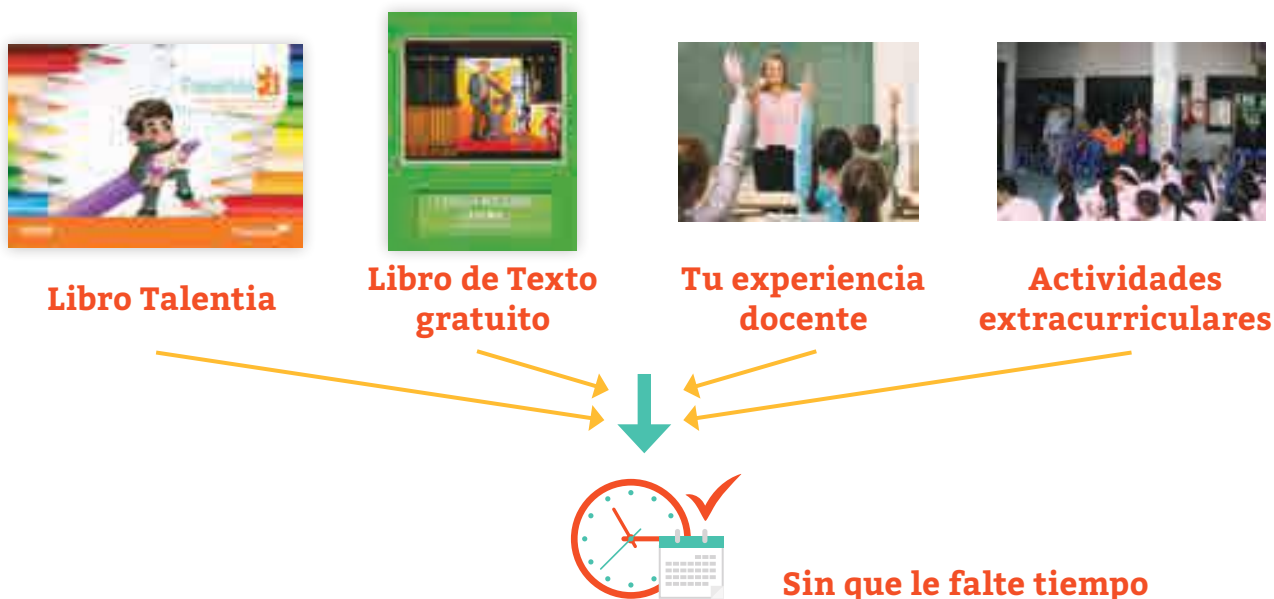 Libro Talentia
Libro de Texto
gratuito
Tu experiencia
docente
Actividades
extracurriculares
Sin que le falte tiempo